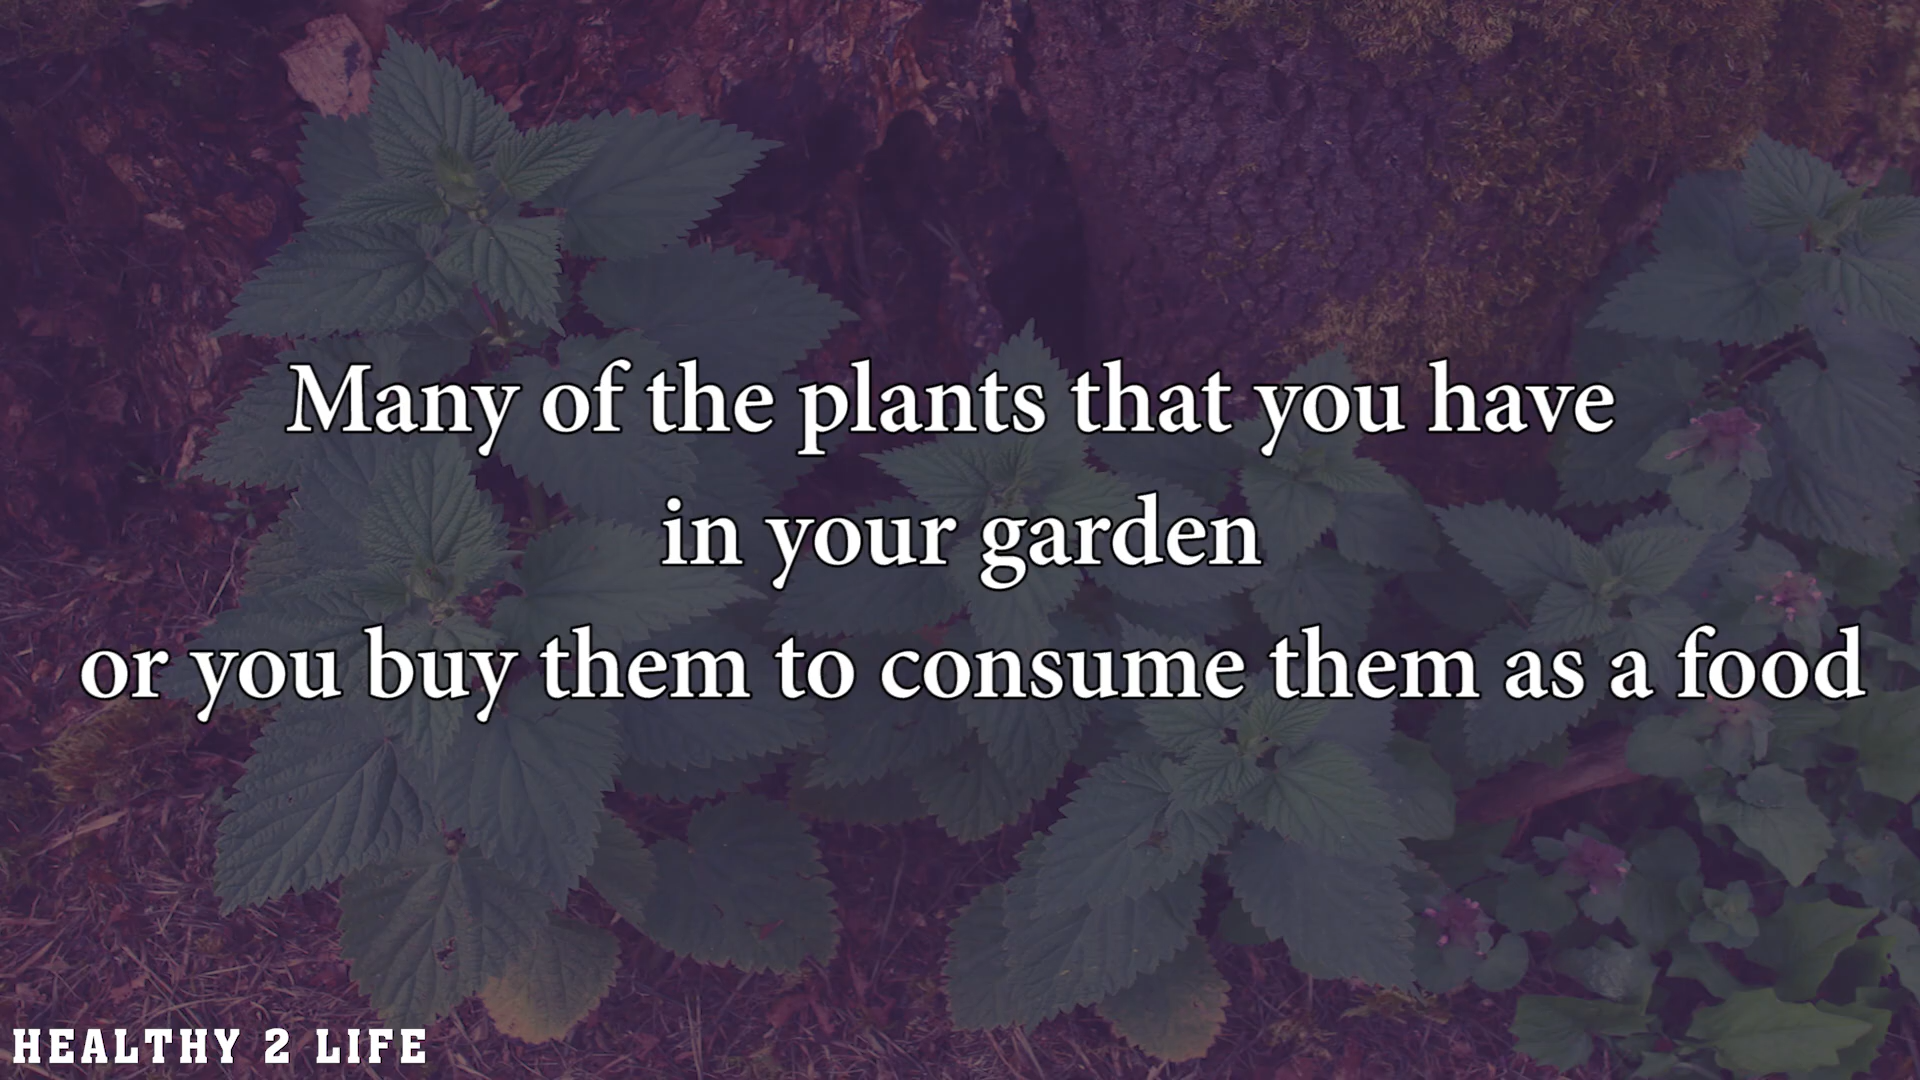 Many of the plants that you have
in your garden
or you buy them to consume them as a food
HEALTHY 2 LIFE